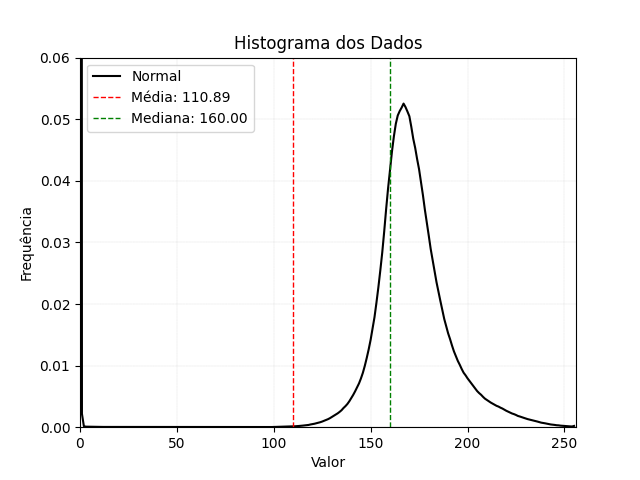 Histograma dos Dados
Normal
Média: 110.89
Mediana: 160.00
0.06
0.05
0.04
0.03
0.02
0.01
0.00
Frequência
0
50
100
150
200
250
Valor